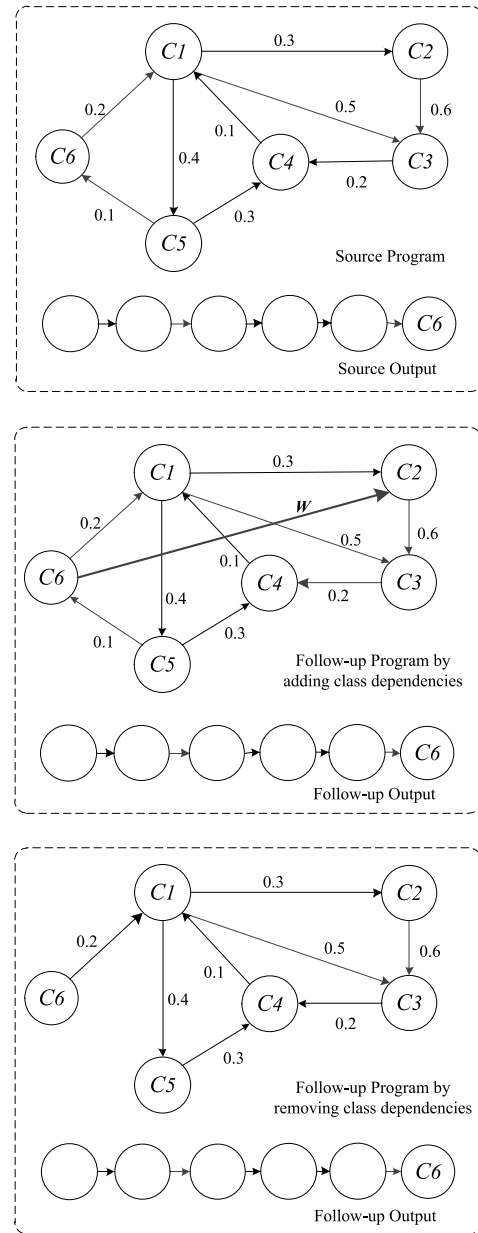 C1
0.3
C2
0.2
0.5
0.6
0.1
C6
C4
C3
0.4
0.2
0.1
0.3
C5
Source Program
C6
Source Output
C1
0.3
C2
0.2
W
0.5
0.6
0.1
C6
C4
C3
0.4
0.2
0.1
0.3
C5
Follow-up Program by
adding class dependencies
C6
Follow-up Output
C1
0.3
C2
0.2
0.5
0.6
0.1
C6
C4
C3
0.4
0.2
0.3
C5
Follow-up Program by
removing class dependencies
C6
Follow-up Output